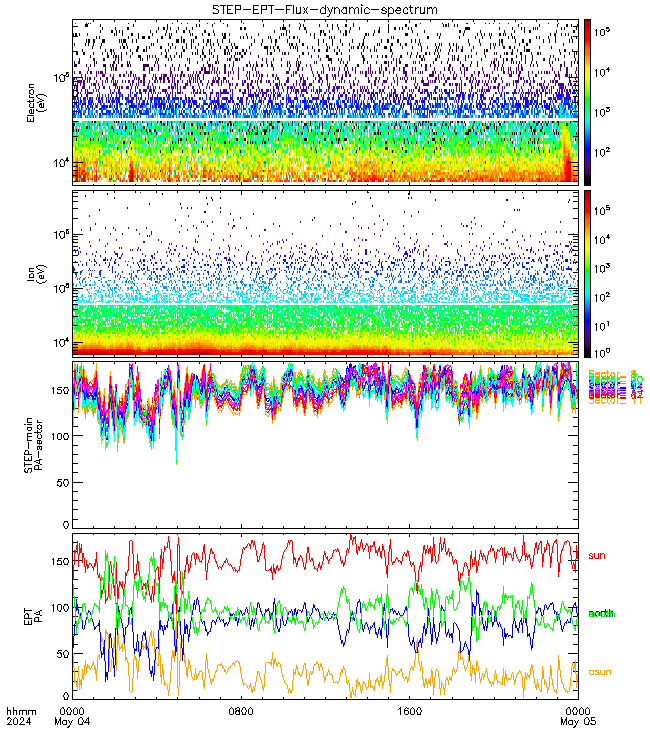 STEP-EPT-Flux-dynamic-spectrum
Electron
(eV)
10⁵
10⁴
10⁵
10⁴
10³
10²
Ion
(eV)
10⁶
10⁵
10⁴
10⁵
10⁴
10³
10²
10¹
10⁰
STEP-main
PA-sector
150
100
50
0
EPT
PA
150
100
50
0
sun
asun
hhmm
2024
0000
May 04
0800
1600
0000
May 05